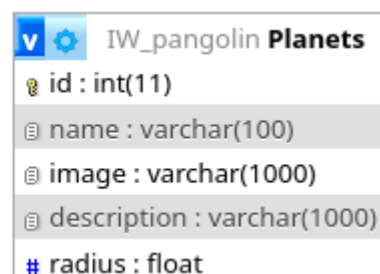 v IW_pangolin Planets
id : int(11)
name : varchar(100)
image : varchar(1000)
description : varchar(1000)
# radius : float